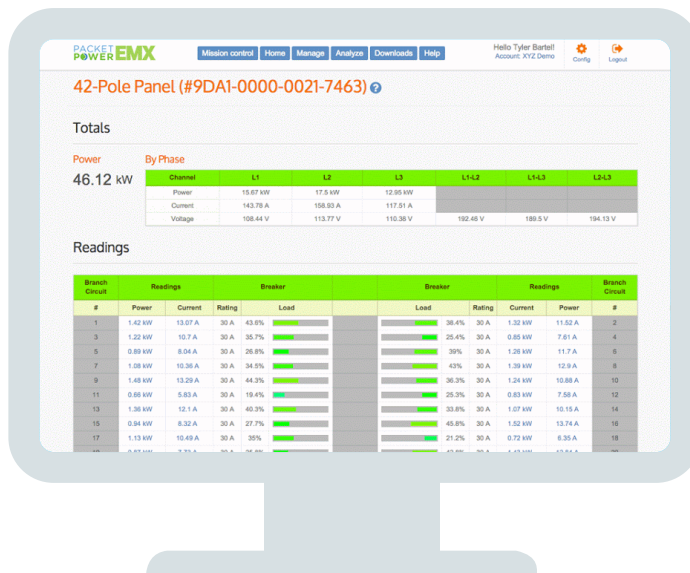 PACKET POWER EMX
Mission control Home Manage Analyze Downloads Help
Hello Tyler Bartell
Account: XYZ Demo
Config
Logout
42-Pole Panel (#9DA1-0000-0021-7463) ?
Totals
Power By Phase
46.12 kW
Channel L1 L2 L3 L1-L2 L1-L3 L2-L3
Power 15.67 kW 17.5 kW 12.95 kW
Current 143.78 A 158.93 A 117.51 A
Voltage 108.44 V 113.77 V 110.38 V 192.46 V 189.5 V 194.13 V
Readings
Branch Circuit Readings Breaker Breaker Readings Branch Circuit
# Power Current Rating Load Load Rating Current Power #
1 1.42 kW 13.07 A 30 A 43.6% 38.4% 30 A 1.32 kW 11.52 A 2
3 1.22 kW 10.7 A 30 A 35.7% 25.4% 30 A 0.85 kW 7.61 A 4
5 0.89 kW 8.04 A 30 A 26.8% 39% 30 A 1.26 kW 11.7 A 6
7 1.08 kW 10.36 A 30 A 34.5% 43% 30 A 1.39 kW 12.9 A 8
9 1.49 kW 13.29 A 30 A 44.3% 36.3% 30 A 1.24 kW 10.88 A 10
11 0.66 kW 5.83 A 30 A 19.4% 25.3% 30 A 0.83 kW 7.58 A 12
13 1.36 kW 12.1 A 30 A 40.3% 33.8% 30 A 1.07 kW 10.15 A 14
15 0.94 kW 8.32 A 30 A 27.7% 45.8% 30 A 1.52 kW 13.74 A 16
17 1.13 kW 10.49 A 30 A 35% 21.2% 30 A 0.72 kW 6.35 A 18